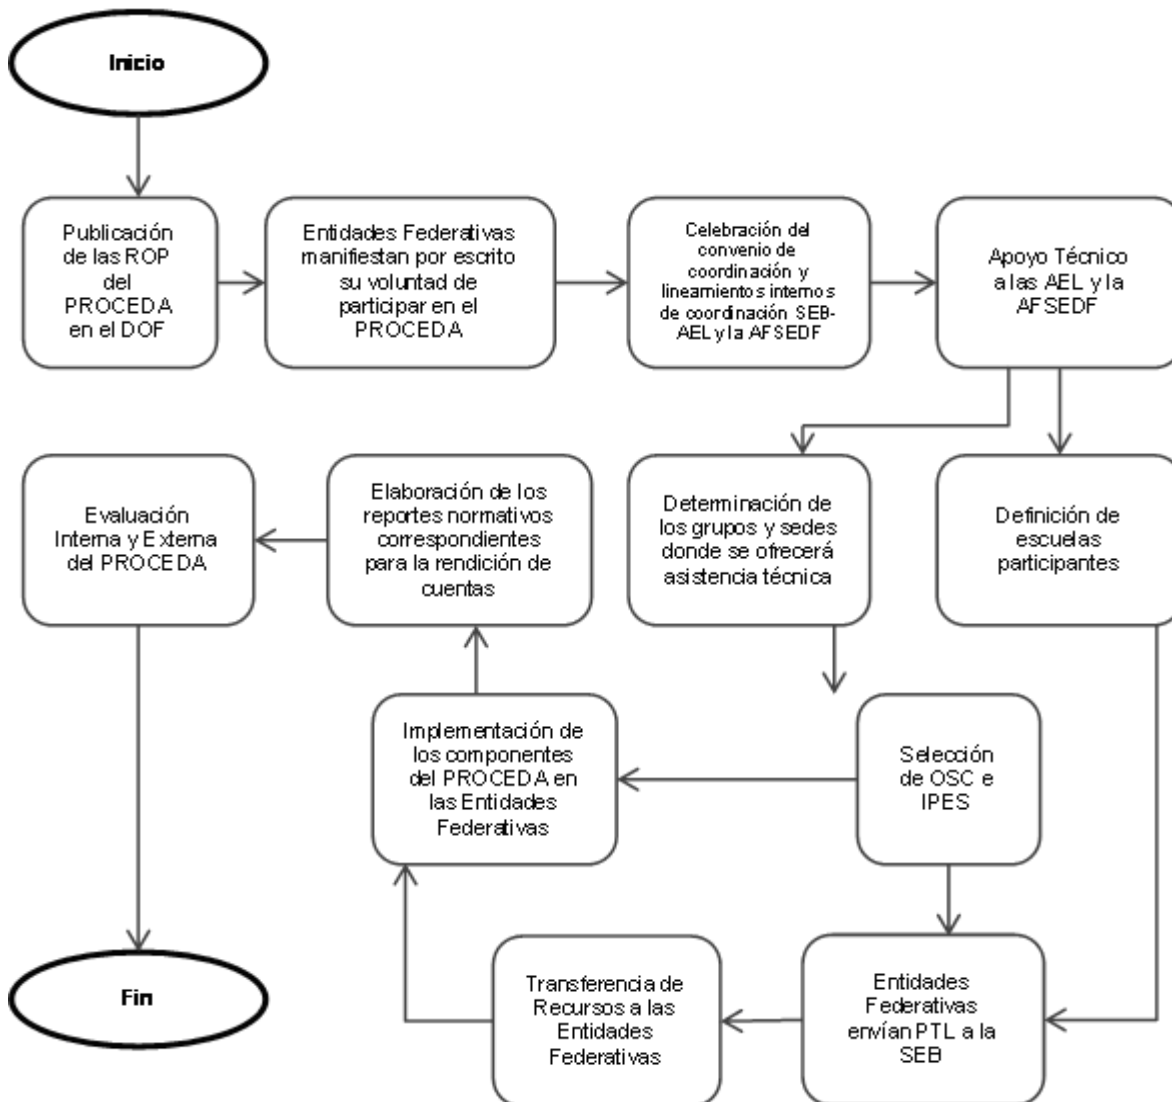 Inicio
Publicación
de las ROP
del
PROCEDA
en el DOF
Entidades Federativas
manifiestan por escrito
su voluntad de
participar en el
PROCEDA
Celebración del
convenio de
coordinación y
lineamientos internos
de coordinación SEB-
AEL y la AFSEDF
Apoyo Técnico
a las AEL y la
AFSEDF
Evaluación
Interna y Externa
del PROCEDA
Elaboración de los
reportes normativos
correspondientes
para la rendición de
cuentas
Determinación de
los grupos y sedes
donde se ofrecerá
asistencia técnica
Definición de
escuelas
participantes
Implementación de
los componentes
del PROCEDA en
las Entidades
Federativas
Selección
de OSC e
IPES
Fin
Transferencia de
Recursos a las
Entidades
Federativas
Entidades
Federativas
envían PTL a la
SEB